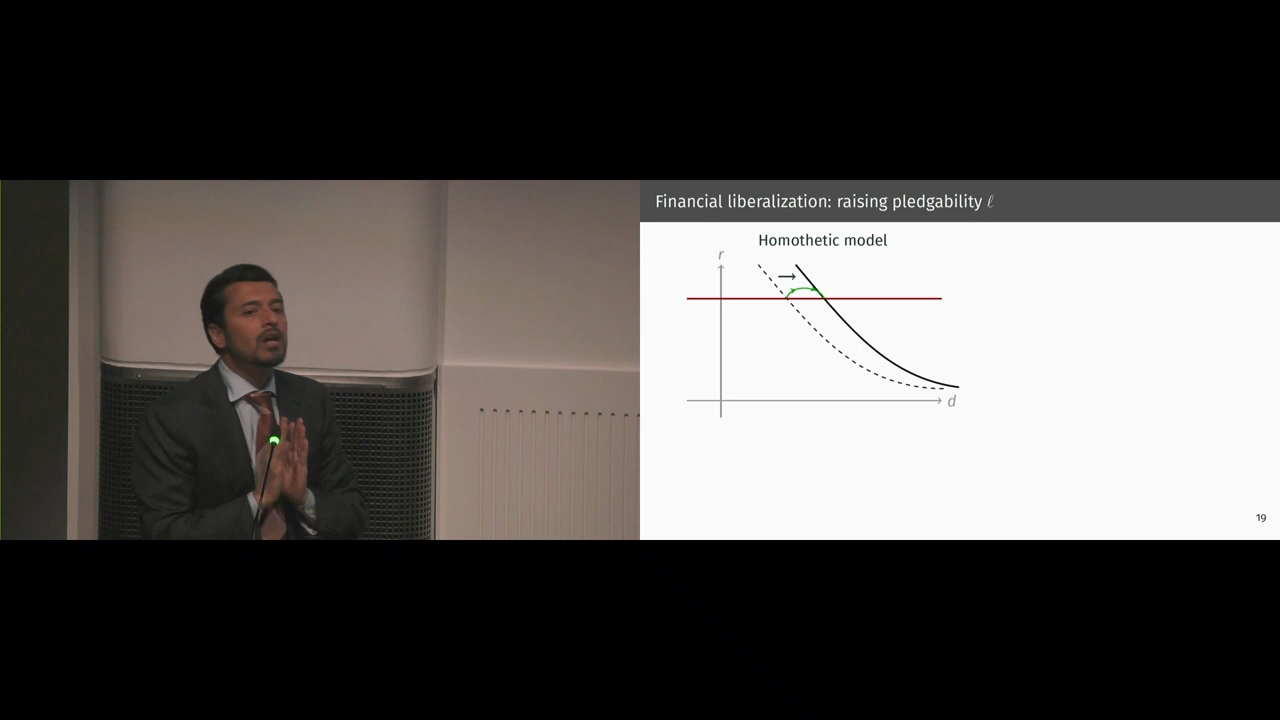 Financial liberalization: raising pledgability ℓ
Homothetic model
r
d
19